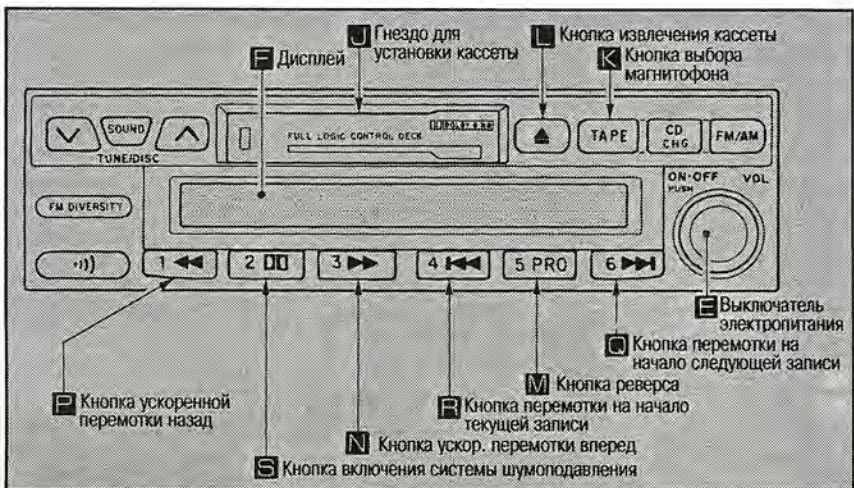 J Гнездо для
установки кассеты
L Кнопка извлечения кассеты
F Дисплей
K Кнопка выбора
магнитофона
SOUND
TUNE/DISC
FULL LOGIC CONTROL DECK
TAPE
CD
CHG
FM/AM
ON·OFF
PUSH
VOL
FM DIVERSITY
1
2
3
4
5 PRO
6
E Выключатель
электропитания
Q Кнопка перемотки на
начало следующей записи
M Кнопка реверса
P Кнопка ускоренной
перемотки назад
R Кнопка перемотки на начало
текущей записи
N Кнопка ускор. перемотки вперед
S Кнопка включения системы шумоподавления